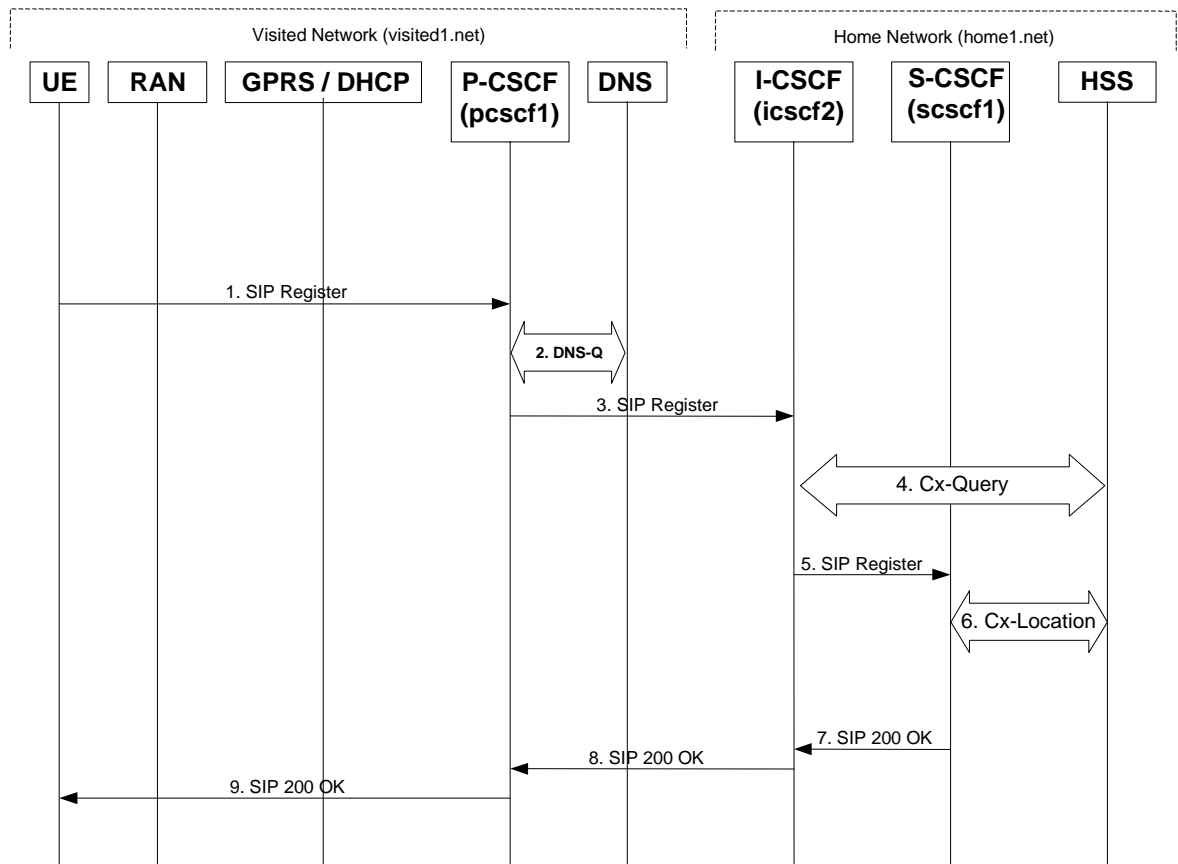 Visited Network (visited1.net)
Home Network (home1.net)
UE
RAN
GPRS / DHCP
P-CSCF
(pcscf1)
DNS
I-CSCF
(icscf2)
S-CSCF
(scscf1)
HSS
1. SIP Register
2. DNS-Q
3. SIP Register
4. Cx-Query
5. SIP Register
6. Cx-Location
7. SIP 200 OK
8. SIP 200 OK
9. SIP 200 OK